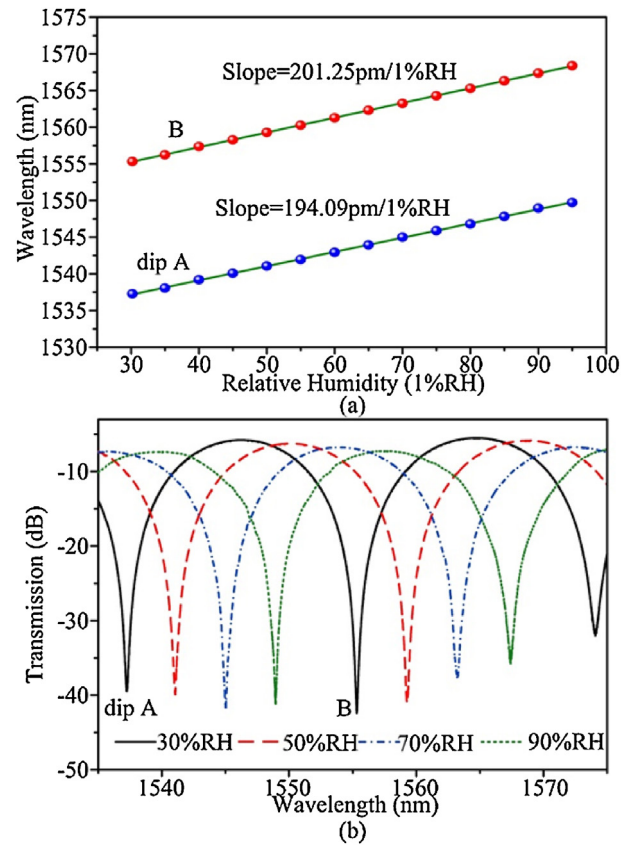 1575
1570
1565
1560
1555
1550
1545
1540
1535
1530
Wavelength (nm)
Slope=201.25pm/1%RH
B
Slope=194.09pm/1%RH
dip A
30 40 50 60 70 80 90 100
Relative Humidity (1%RH)
(a)
-10
-20
-30
-40
-50
Transmission (dB)
dip A
B
30%RH 50%RH 70%RH 90%RH
1540 1550 1560 1570
Wavelength (nm)
(b)